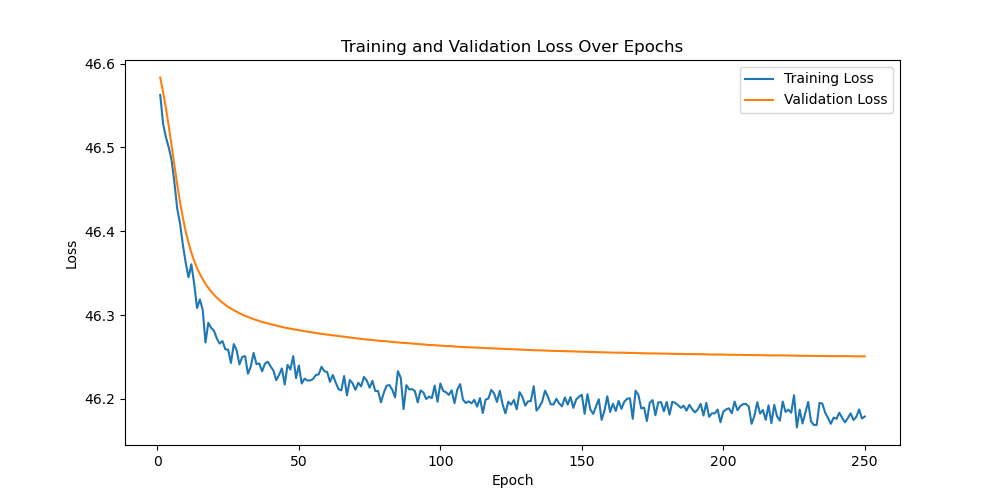 Training and Validation Loss Over Epochs
Training Loss
Validation Loss
46.6
46.5
46.4
46.3
46.2
Loss
0 50 100 150 200 250
Epoch